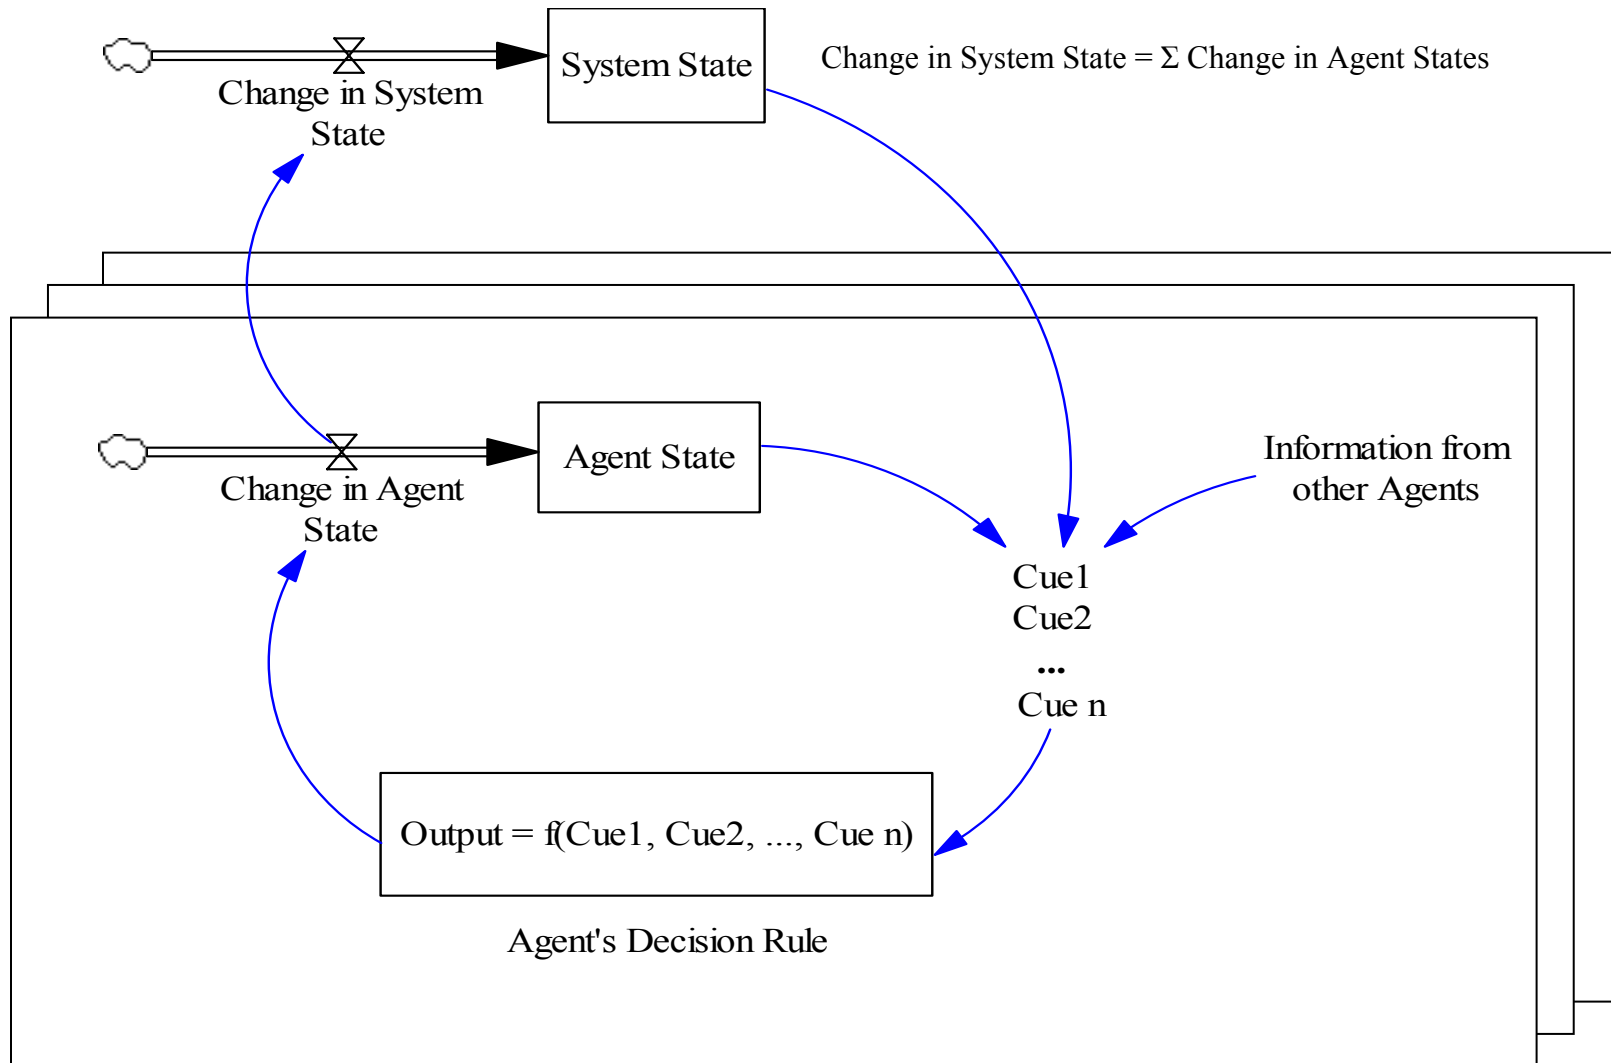 System State
Change in System State = Σ Change in Agent States
Change in System
State
Agent State
Information from
other Agents
Change in Agent
State
Cue1
Cue2
...
Cue n
Output = f(Cue1, Cue2, ..., Cue n)
Agent's Decision Rule